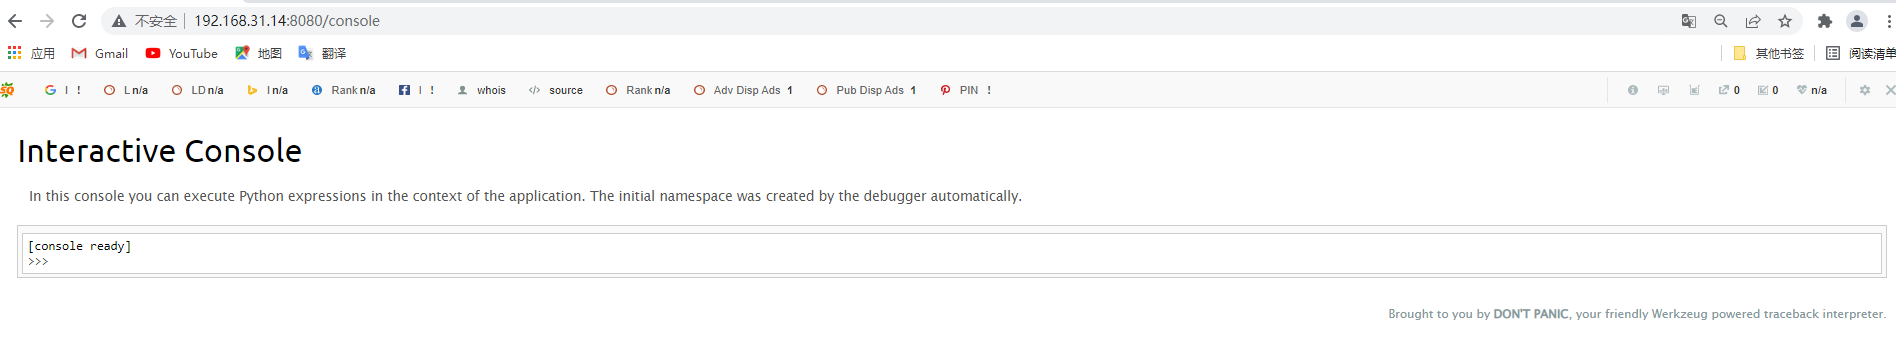 不安全 192.168.31.14:8080/console
应用 Gmail YouTube 地图 翻译 其他书签 阅读清单
SQ I ! L n/a LD n/a I n/a Rank n/a I ! whois source Rank n/a Adv Disp Ads 1 Pub Disp Ads 1 PIN ! 0 0 n/a
Interactive Console
In this console you can execute Python expressions in the context of the application. The initial namespace was created by the debugger automatically.
[console ready]
>>>
Brought to you by DON'T PANIC, your friendly Werkzeug powered traceback interpreter.